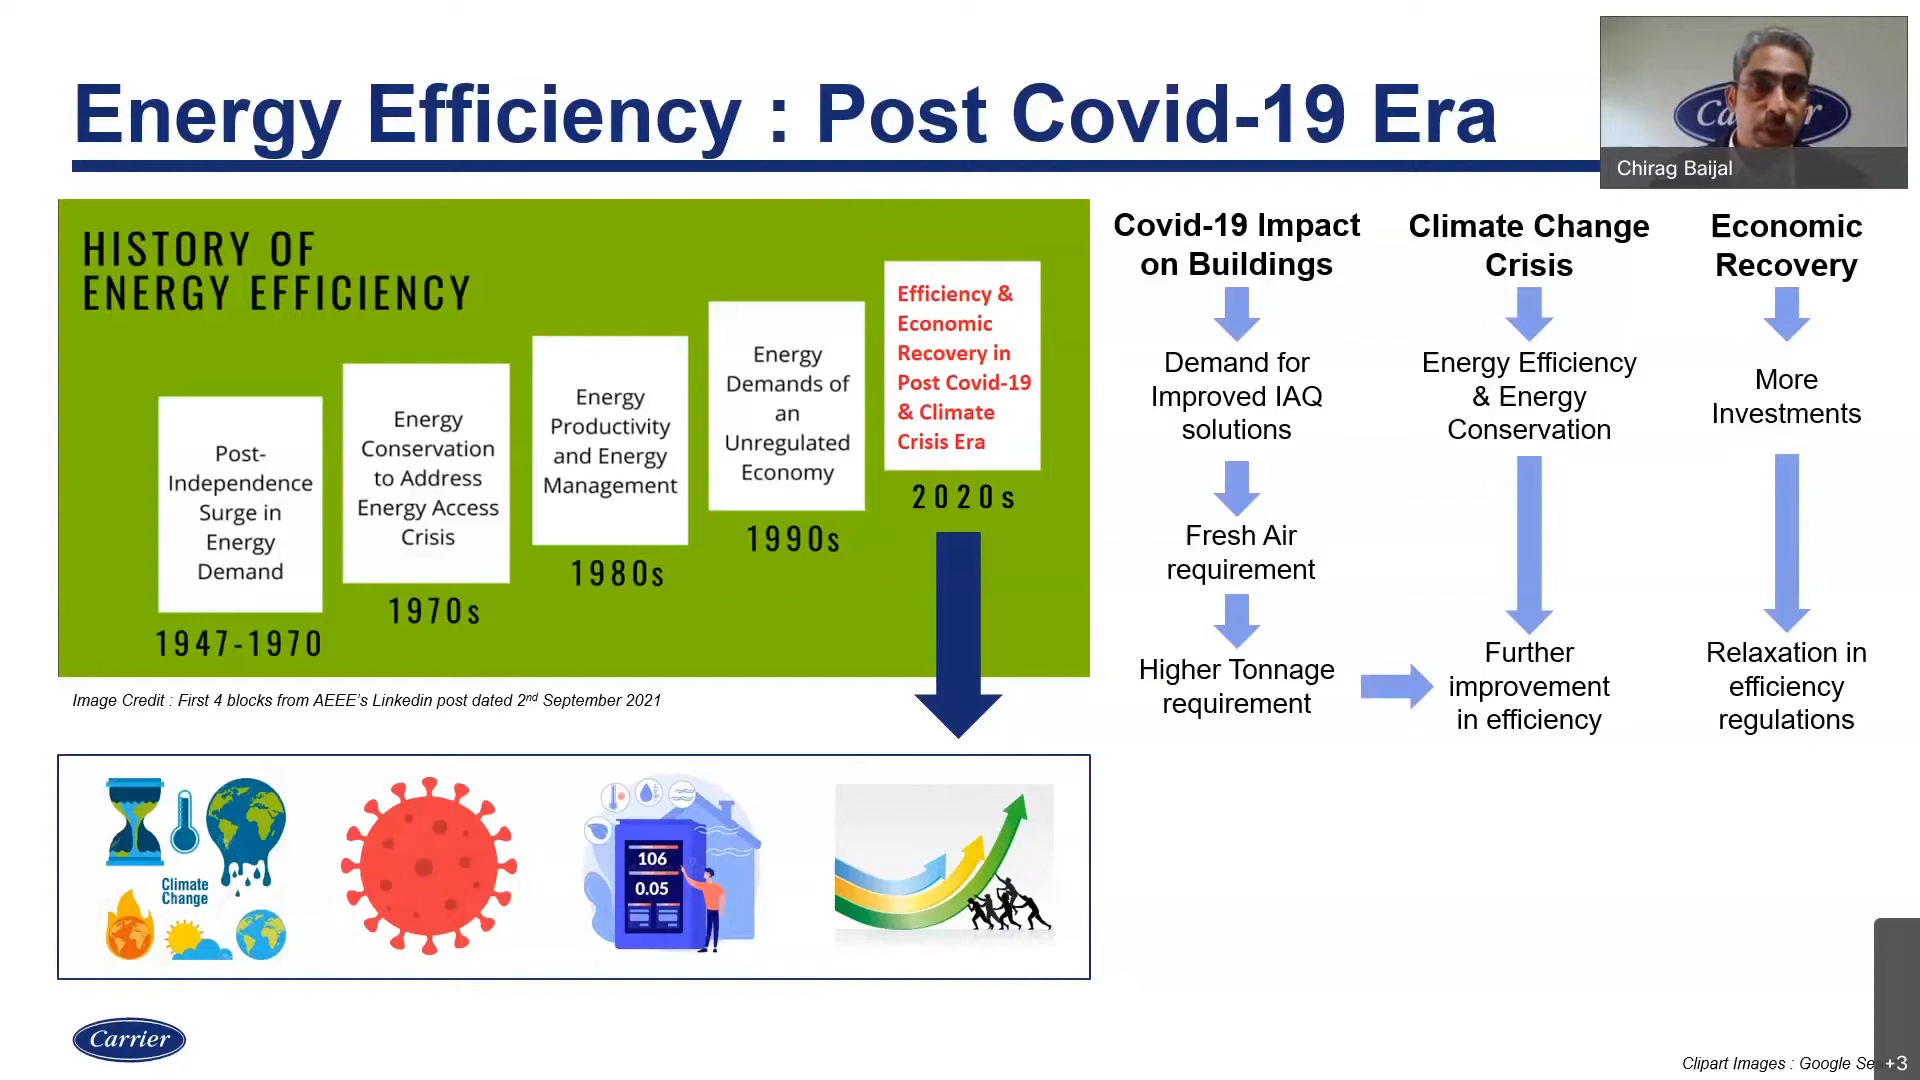 Energy Efficiency : Post Covid-19 Era
Carrier
Chirag Baijal
HISTORY OF
ENERGY EFFICIENCY
Post-
Independence
Surge in
Energy
Demand
1947-1970
Energy
Conservation
to Address
Energy Access
Crisis
1970s
Energy
Productivity
and Energy
Management
1980s
Energy
Demands of
an
Unregulated
Economy
1990s
Efficiency &
Economic
Recovery in
Post Covid-19
& Climate
Crisis Era
2020s
Image Credit : First 4 blocks from AEEE's Linkedin post dated 2nd September 2021
Climate
Change
106
0.05
Covid-19 Impact
on Buildings
Demand for
Improved IAQ
solutions
Fresh Air
requirement
Higher Tonnage
requirement
Climate Change
Crisis
Energy Efficiency
& Energy
Conservation
Further
improvement
in efficiency
Economic
Recovery
More
Investments
Relaxation in
efficiency
regulations
Carrier
Clipart Images : Google
+3